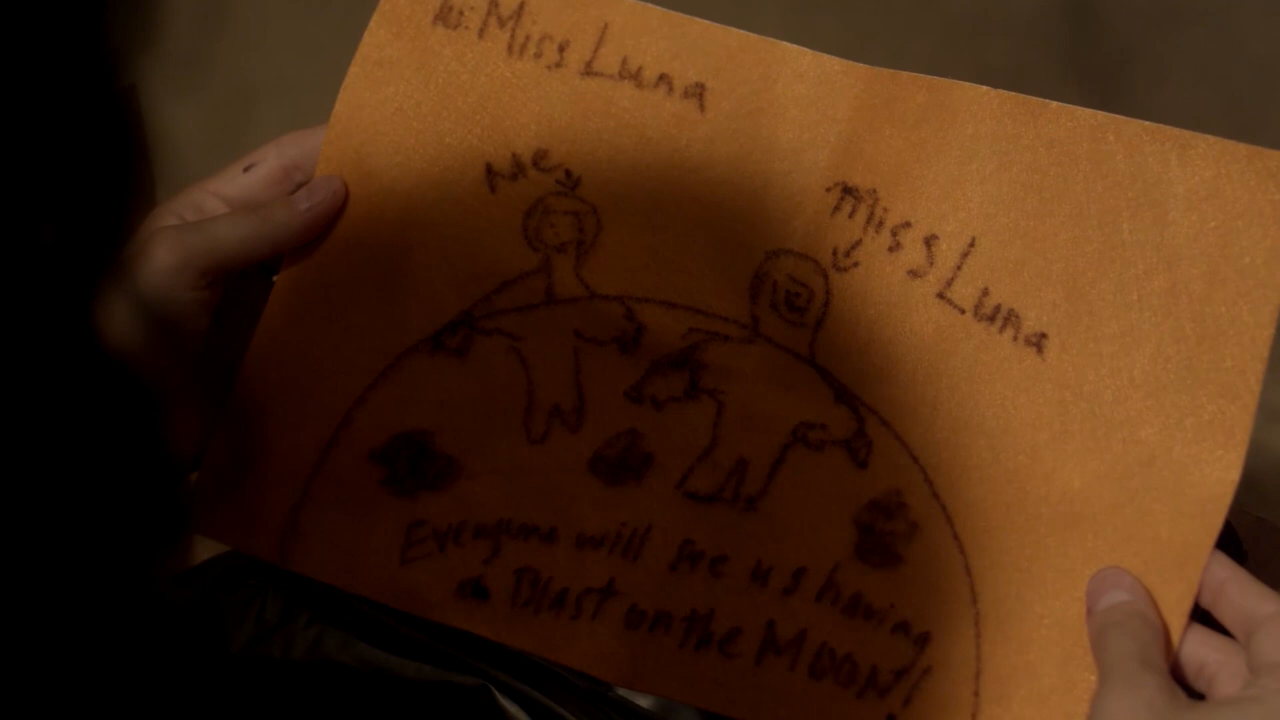 to: Miss Luna
Me
Miss Luna
Everyone will see us having
a Blast on the MOON!